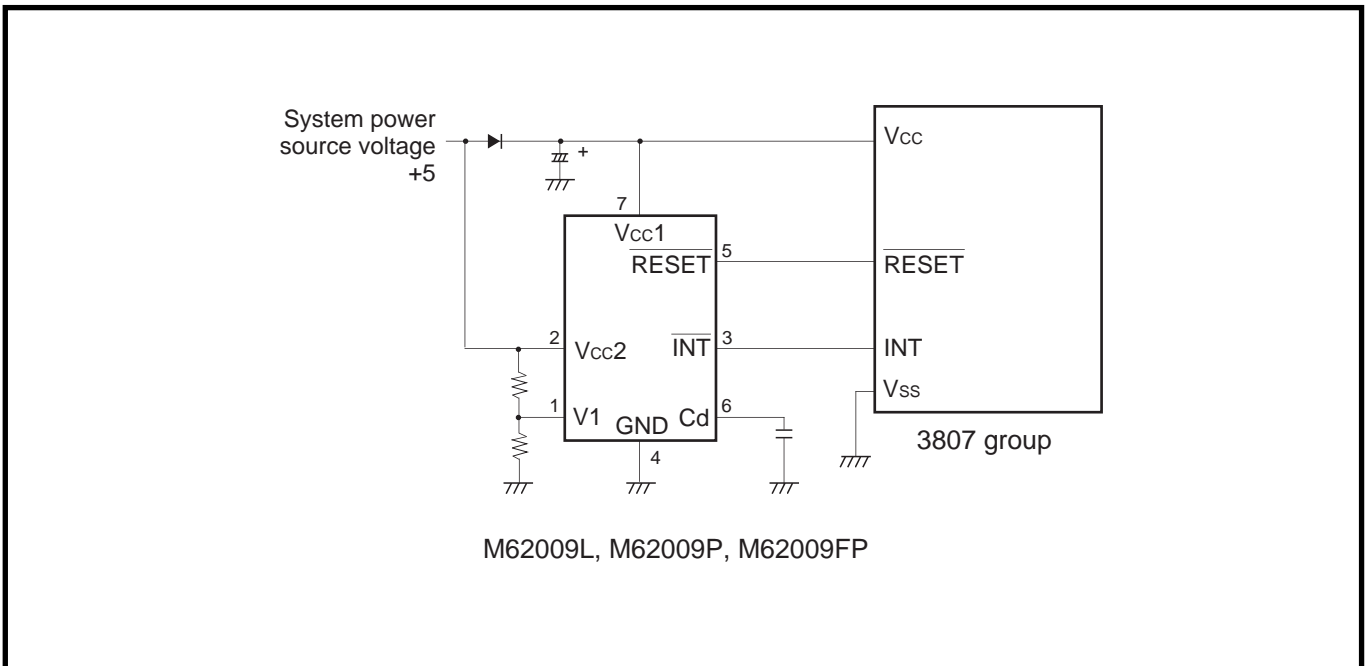 System power
source voltage
+5
+
VCC
7
VCC1
RESET
5
RESET
2
VCC2
INT
3
INT
VSS
1
V1
GND
Cd
6
4
3807 group
M62009L, M62009P, M62009FP